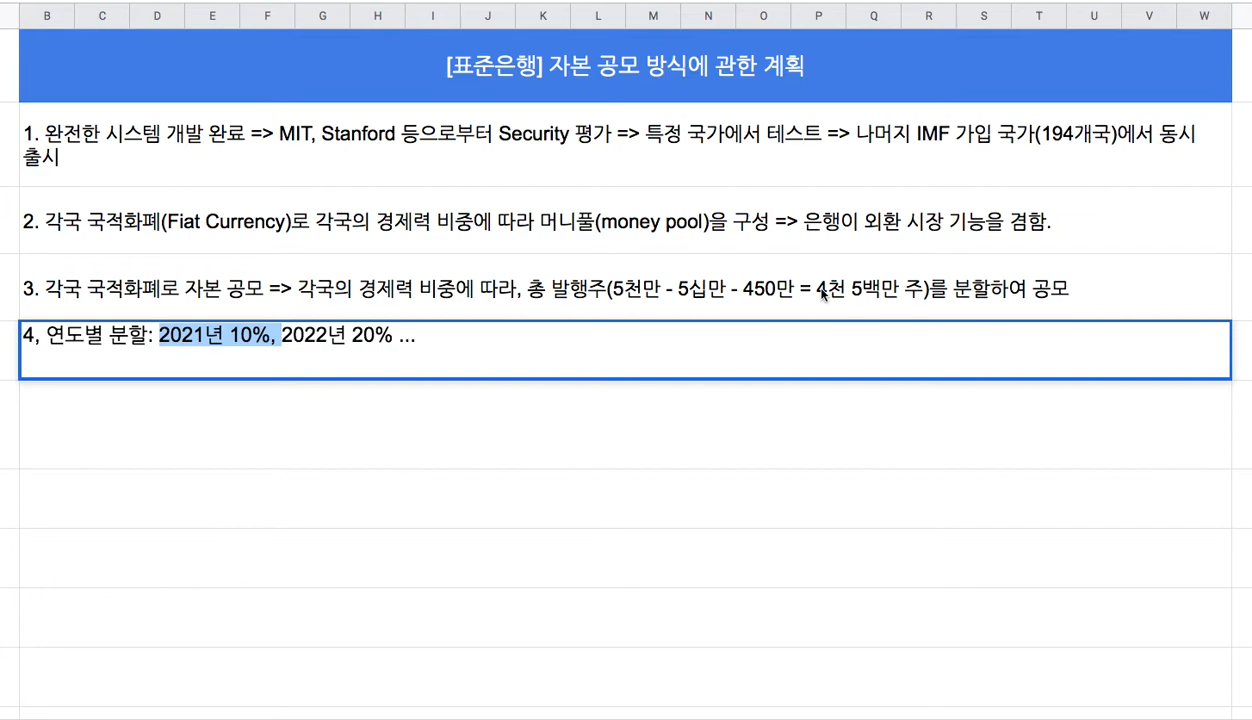 B C D E F G H I J K L M N O P Q R S T U V W
[표준은행] 자본 공모 방식에 관한 계획
1. 완전한 시스템 개발 완료 => MIT, Stanford 등으로부터 Security 평가 => 특정 국가에서 테스트 => 나머지 IMF 가입 국가(194개국)에서 동시
출시
2. 각국 국적화폐(Fiat Currency)로 각국의 경제력 비중에 따라 머니풀(money pool)을 구성 => 은행이 외환 시장 기능을 겸함.
3. 각국 국적화폐로 자본 공모 => 각국의 경제력 비중에 따라, 총 발행주(5천만 - 5십만 - 450만 = 4천 5백만 주)를 분할하여 공모
4, 연도별 분할: 2021년 10%, 2022년 20% ...